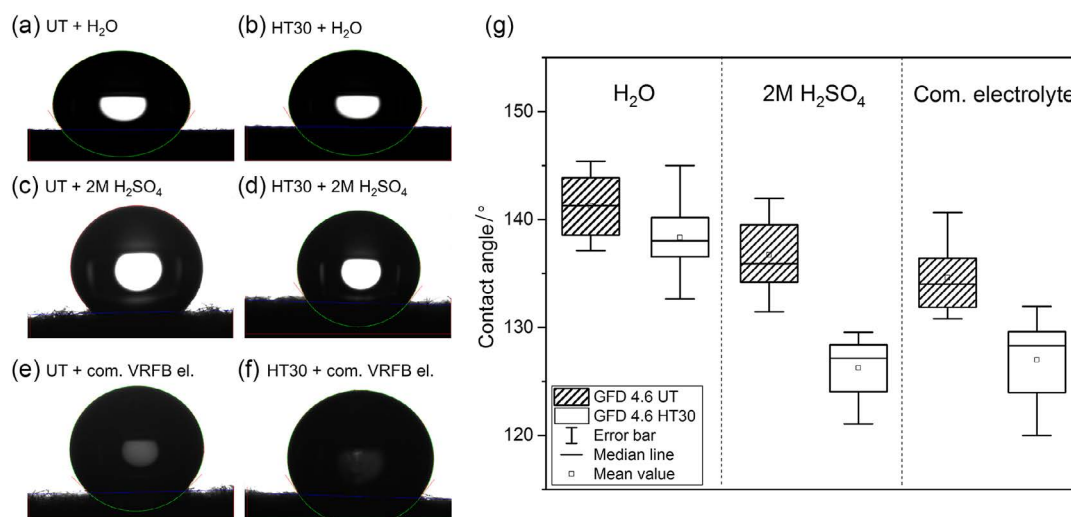 (a) UT + H₂O
(b) HT30 + H₂O
(c) UT + 2M H₂SO₄
(d) HT30 + 2M H₂SO₄
(e) UT + com. VRFB el.
(f) HT30 + com. VRFB el.
(g)
Contact angle/°
150
140
130
120
H₂O
2M H₂SO₄
Com. electrolyte
GFD 4.6 UT
GFD 4.6 HT30
Error bar
Median line
Mean value